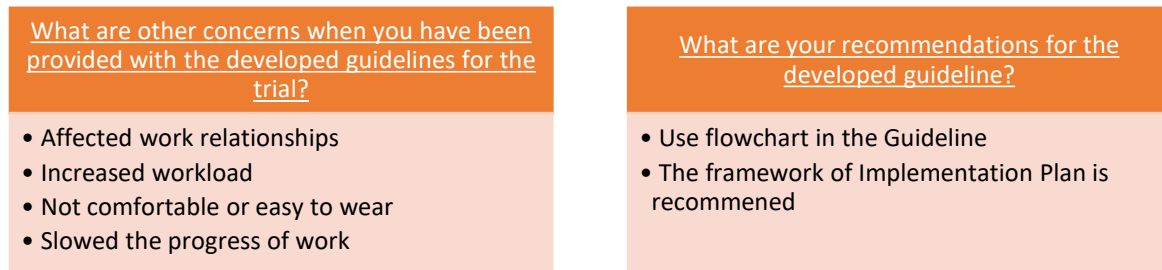 What are other concerns when you have been
provided with the developed guidelines for the
trial?
• Affected work relationships
• Increased workload
• Not comfortable or easy to wear
• Slowed the progress of work
What are your recommendations for the
developed guideline?
• Use flowchart in the Guideline
• The framework of Implementation Plan is
recommened